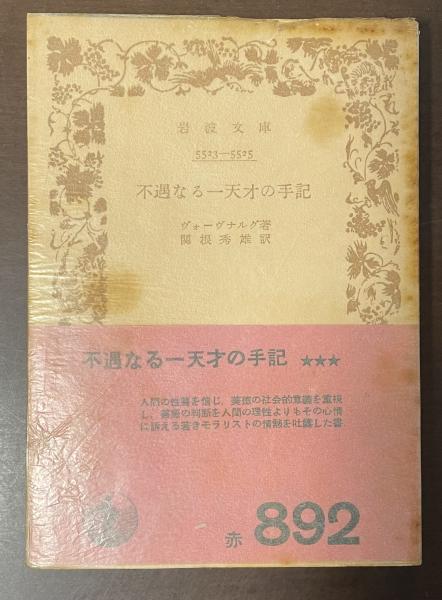 岩波文庫
5523—5525
不遇なる一天才の手記
ヴォーヴナルグ著
関根秀雄訳
不遇なる一天才の手記 ★★★
人間の性善を信じ，美徳の社会的意義を重視
し，善悪の判断を人間の理性よりもその心情
に訴える若きモラリストの情熱を吐露した書
赤 892